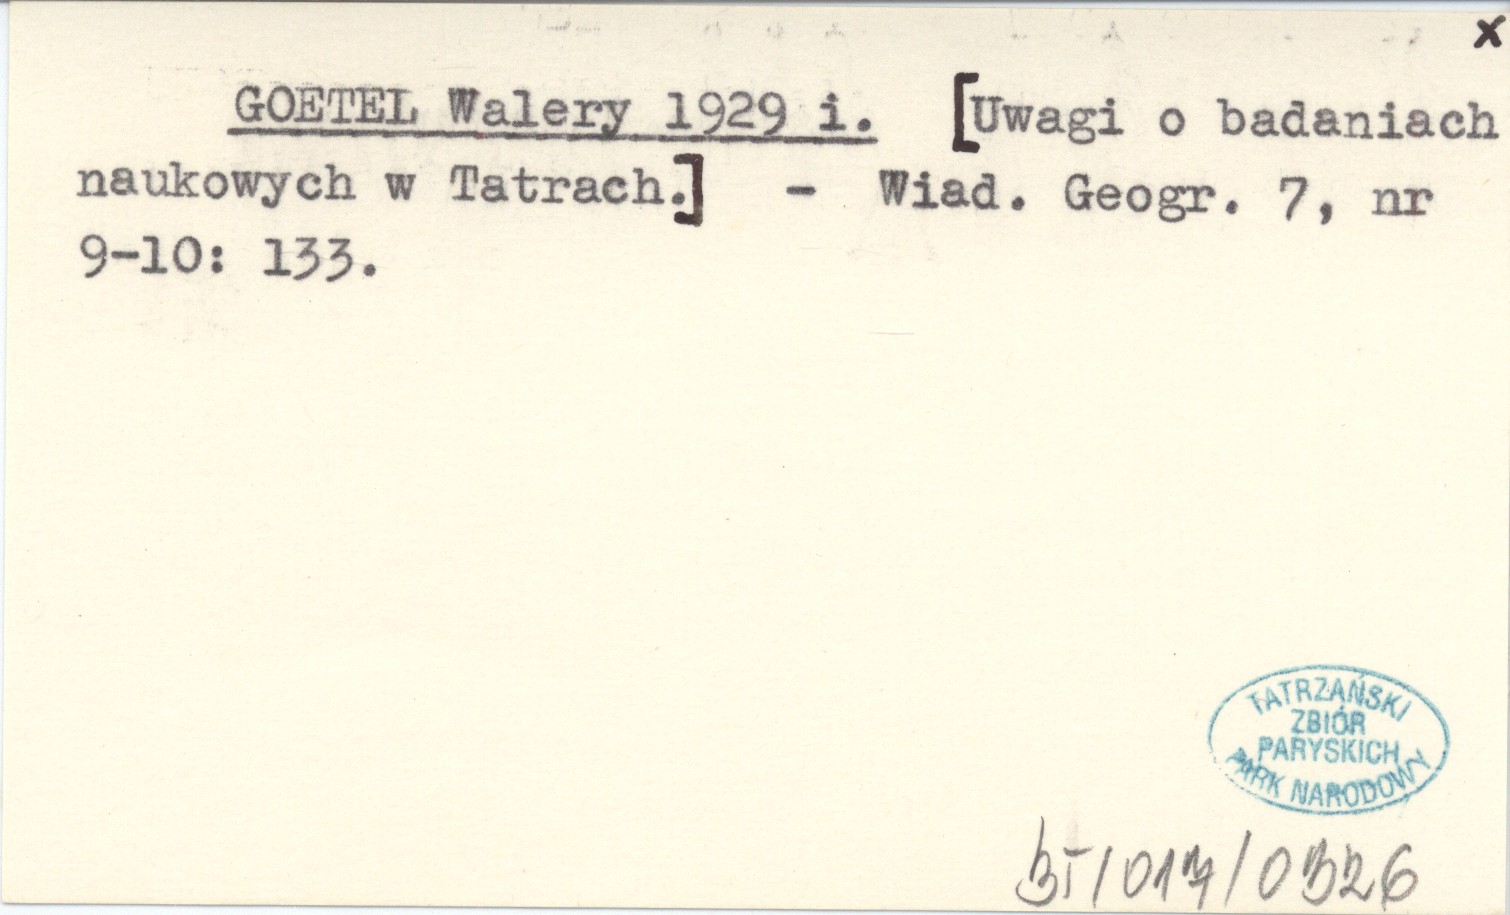 x
GOETEL Walery 1929 i. [Uwagi o badaniach
naukowych w Tatrach.] - Wiad. Geogr. 7, nr
9-10: 133.
TATRZAŃSKI
ZBIÓR
PARYSKICH
PARK NARODOWY
BT/017/0326